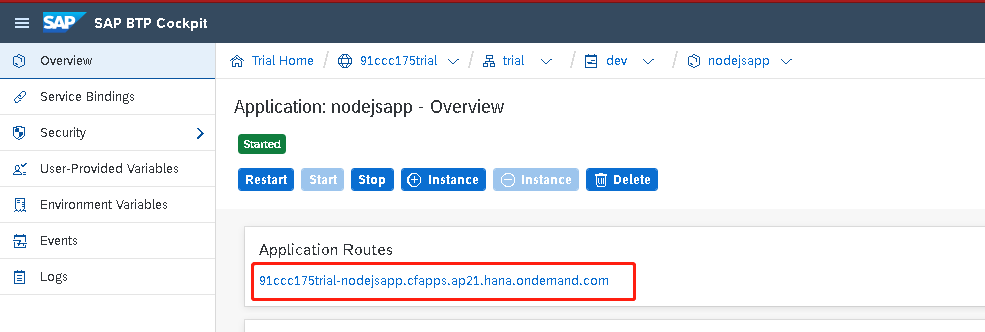 SAP SAP BTP Cockpit
Overview
Service Bindings
Security
User-Provided Variables
Environment Variables
Events
Logs
Trial Home / 91ccc175trial / trial / dev / nodejsapp
Application: nodejsapp - Overview
Started
Restart Start Stop Instance Instance Delete
Application Routes
91ccc175trial-nodejsapp.cfapps.ap21.hana.ondemand.com